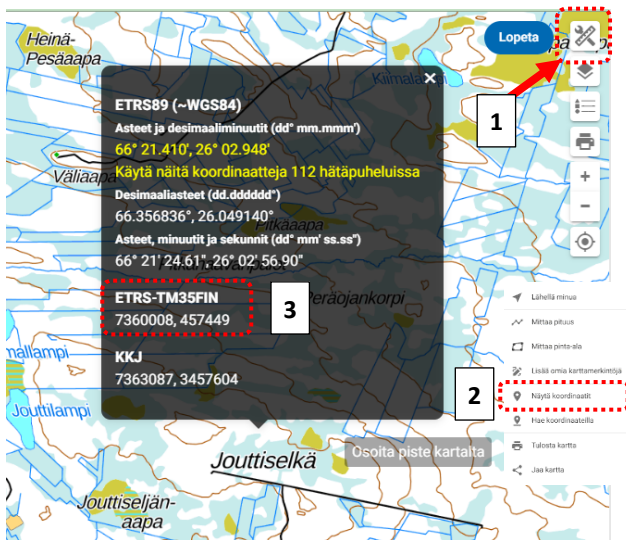 Heinä-
Pesäaapa
Lopeta
Kiimalampi
1
ETRS89 (~WGS84)
Asteet ja desimaaliminuutit (dd° mm.mmm')
66° 21.410', 26° 02.948'
Käytä näitä koordinaatteja 112 hätäpuheluissa
Väliaapa
Desimaaliasteet (dd.dddddd°)
66.356836°, 26.049140°
Pitkäaapa
Asteet, minuutit ja sekunnit (dd° mm' ss.ss")
66° 21' 24.61", 26° 02' 56.90"
ETRS-TM35FIN
7360008, 457449
3
Peräojankorpi
KKJ
7363087, 3457604
mallampi
Jouttilampi
Lähellä minua
Mittaa pituus
Mittaa pinta-ala
Lisää omia karttamerkintöjä
2
Näytä koordinaatit
Hae koordinaateilla
Tulosta kartta
Jaa kartta
Osoita piste kartalta
Jouttiselkä
Jouttiseljän-
aapa